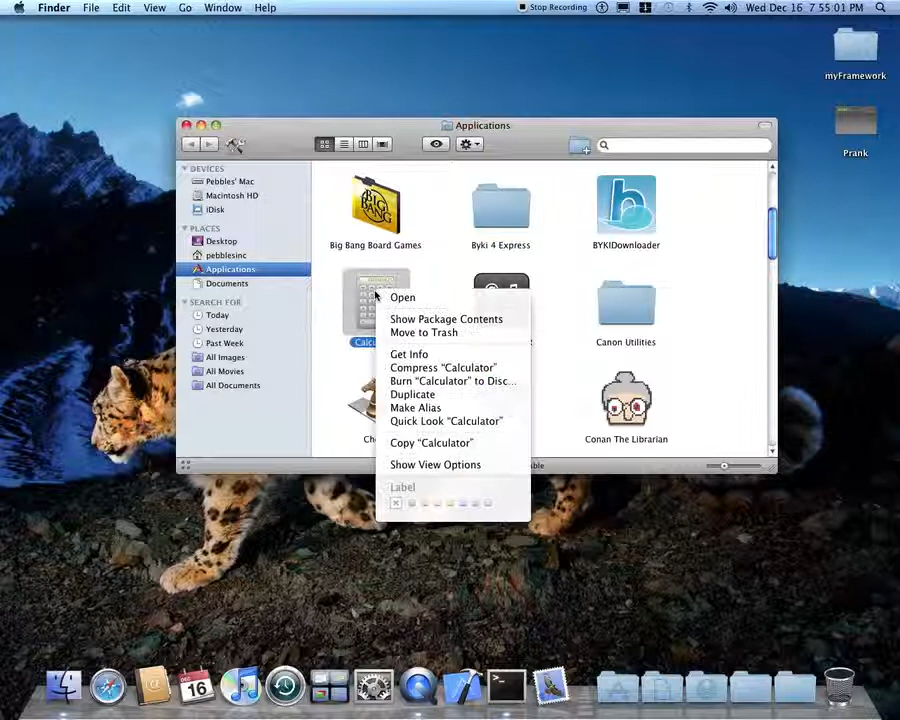 Finder File Edit View Go Window Help Stop Recording Wed Dec 16 7 55 01 PM
myFramework
Prank
Applications
DEVICES
Pebbles' Mac
Macintosh HD
iDisk
PLACES
Desktop
pebblesinc
Applications
Documents
SEARCH FOR
Today
Yesterday
Past Week
All Images
All Movies
All Documents
BIG BANG
Big Bang Board Games
Byki 4 Express
b
BYKIDownloader
Canon Utilities
Conan The Librarian
Open
Show Package Contents
Move to Trash
Get Info
Compress “Calculator”
Burn “Calculator” to Disc...
Duplicate
Make Alias
Quick Look “Calculator”
Copy “Calculator”
Show View Options
Label
DEC 16